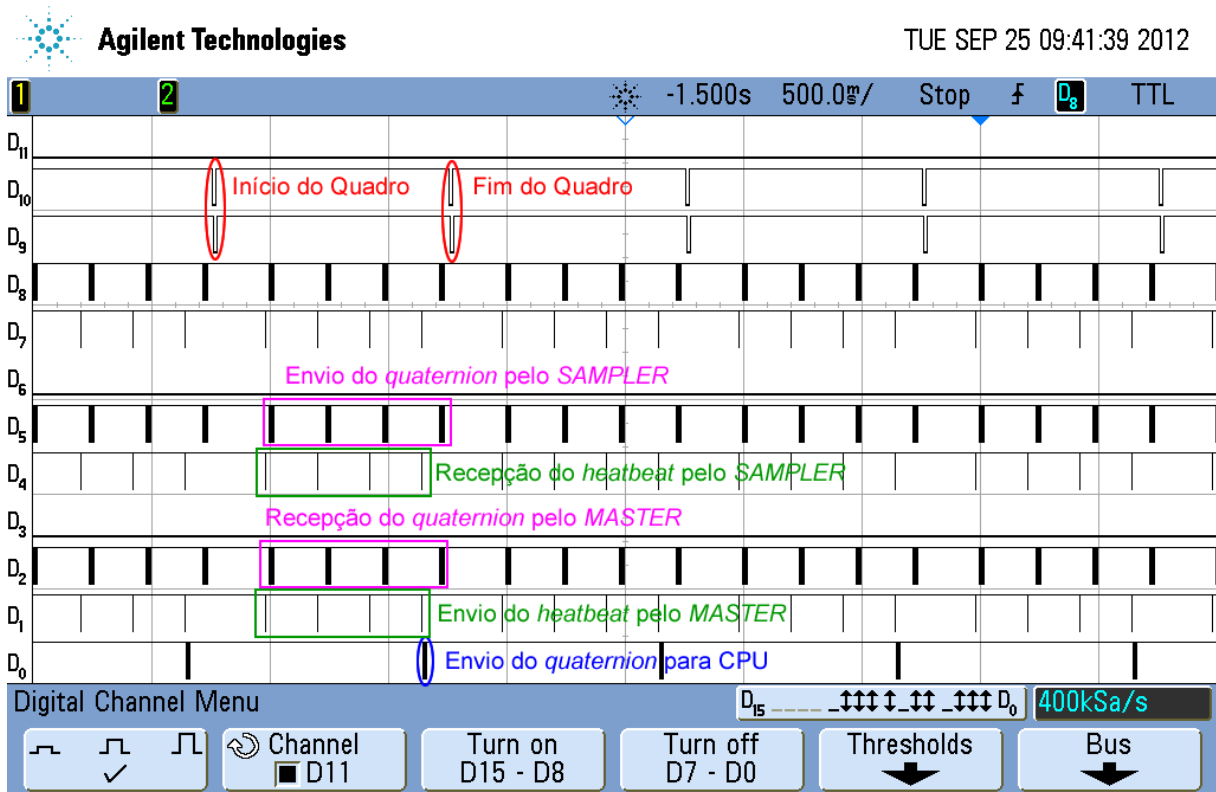 Agilent Technologies TUE SEP 25 09:41:39 2012
1 2 -1.500s 500.0ms/ Stop D8 TTL
D11
D10 Início do Quadro Fim do Quadro
D9
D8
D7
D6 Envio do quaternion pelo SAMPLER
D5
D4 Recepção do heatbeat pelo SAMPLER
D3 Recepção do quaternion pelo MASTER
D2
D1 Envio do heatbeat pelo MASTER
D0 Envio do quaternion para CPU
Digital Channel Menu D15 D0 400kSa/s
Channel Turn on Turn off Thresholds Bus
D11 D15 - D8 D7 - D0